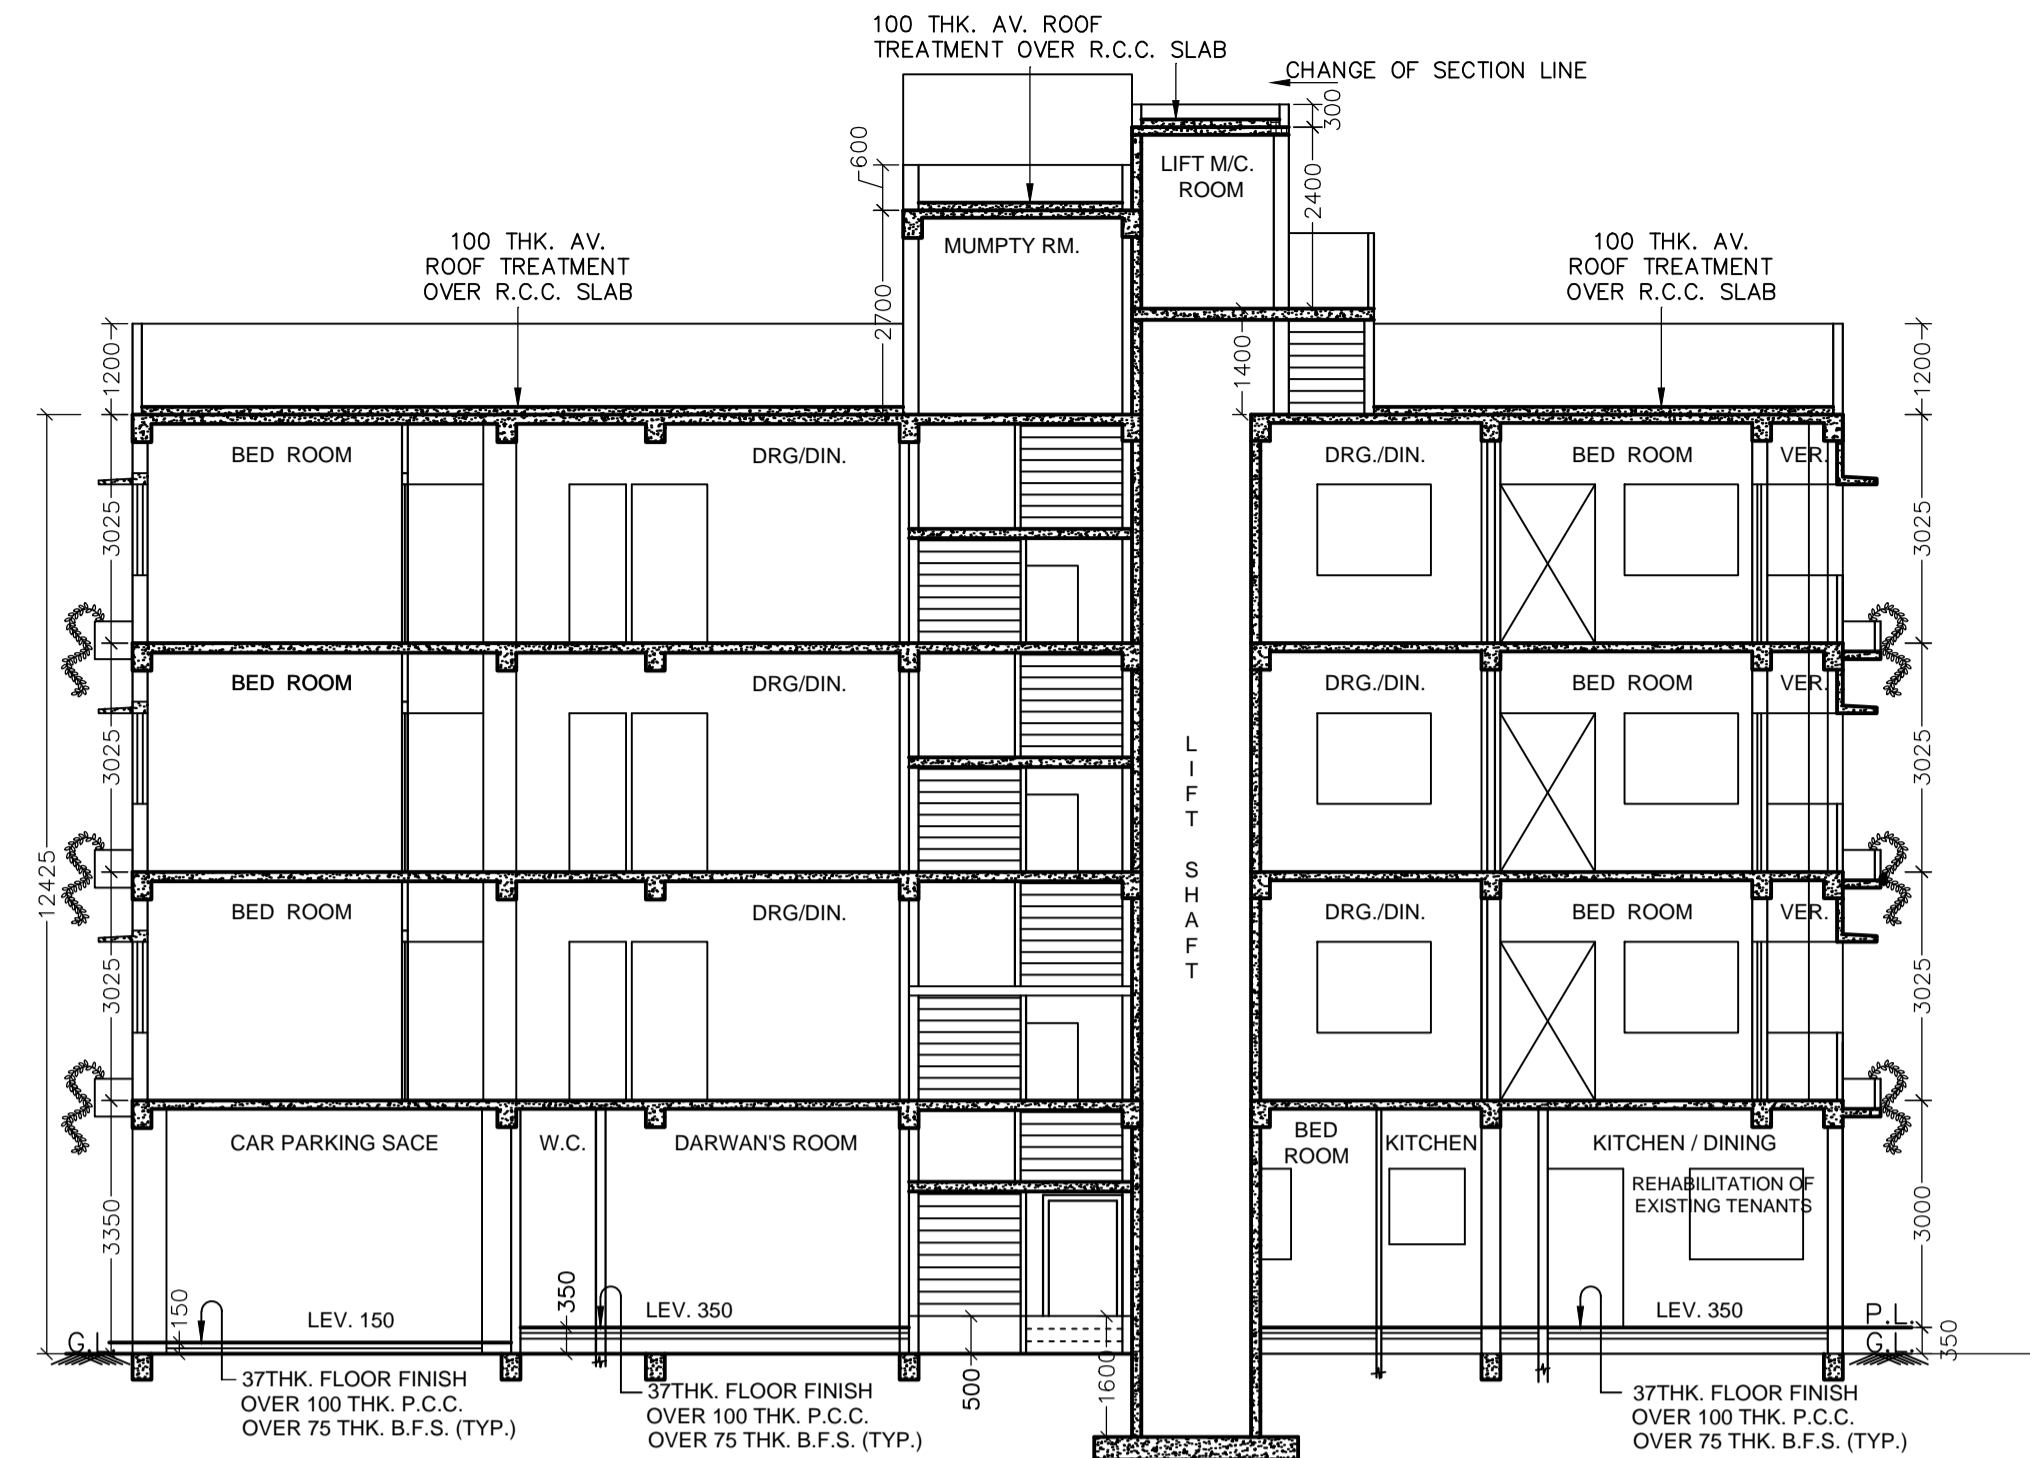 100 THK. AV. ROOF
TREATMENT OVER R.C.C. SLAB
CHANGE OF SECTION LINE
300
600
LIFT M/C.
ROOM
2400
MUMPTY RM.
100 THK. AV.
ROOF TREATMENT
OVER R.C.C. SLAB
100 THK. AV.
ROOF TREATMENT
OVER R.C.C. SLAB
2700
1200
1400
1200
BED ROOM
DRG/DIN.
DRG./DIN.
BED ROOM
VER.
3025
3025
BED ROOM
DRG/DIN.
DRG./DIN.
BED ROOM
VER.
3025
3025
LIFT SHAFT
12425
BED ROOM
DRG/DIN.
DRG./DIN.
BED ROOM
VER.
3025
3025
CAR PARKING SACE
W.C.
DARWAN'S ROOM
BED
ROOM
KITCHEN
KITCHEN / DINING
REHABILITATION OF
EXISTING TENANTS
3350
3000
150
LEV. 150
350
LEV. 350
LEV. 350
P.L.
G.L.
G.L.
350
500
1600
37THK. FLOOR FINISH
OVER 100 THK. P.C.C.
OVER 75 THK. B.F.S. (TYP.)
37THK. FLOOR FINISH
OVER 100 THK. P.C.C.
OVER 75 THK. B.F.S. (TYP.)
37THK. FLOOR FINISH
OVER 100 THK. P.C.C.
OVER 75 THK. B.F.S. (TYP.)